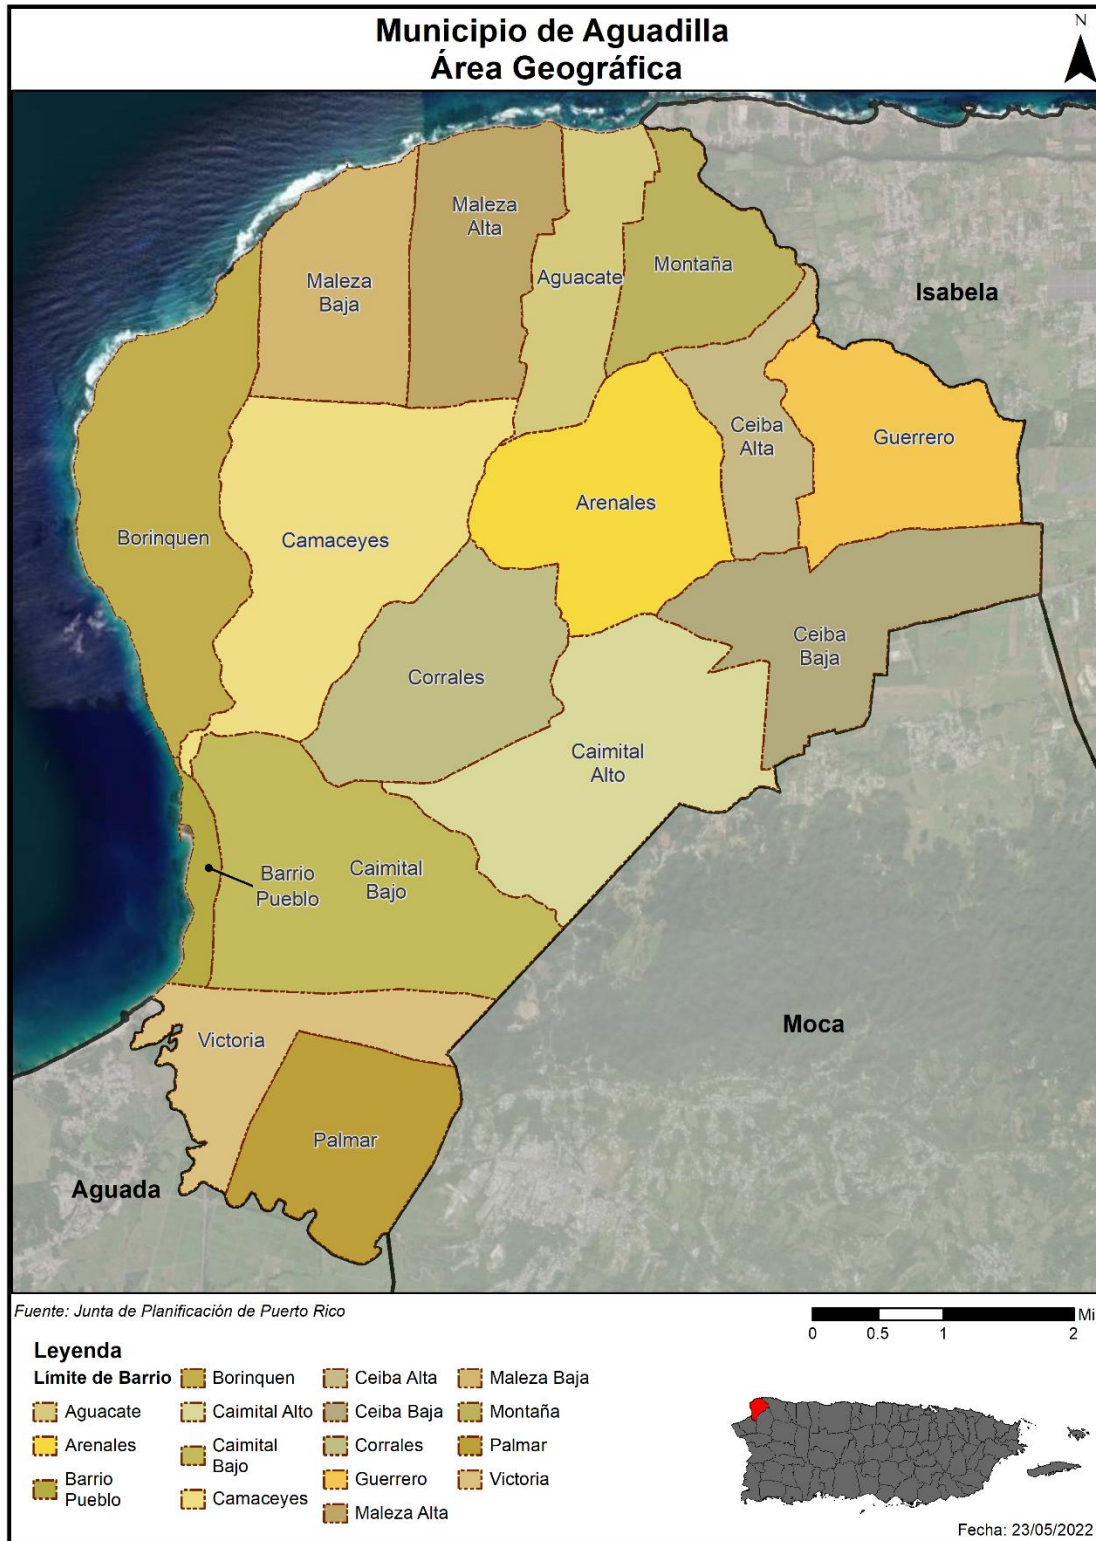 Municipio de Aguadilla
Área Geográfica
N
Maleza
Alta
Maleza
Baja
Aguacate
Montaña
Isabela
Ceiba
Alta
Guerrero
Arenales
Borinquen
Camaceyes
Ceiba
Baja
Corrales
Caimital
Alto
Barrio
Pueblo
Caimital
Bajo
Victoria
Moca
Palmar
Aguada
Fuente: Junta de Planificación de Puerto Rico
Mi
0 0.5 1 2
Leyenda
Límite de Barrio
Aguacate
Arenales
Barrio
Pueblo
Borinquen
Caimital Alto
Caimital
Bajo
Camaceyes
Ceiba Alta
Ceiba Baja
Corrales
Guerrero
Maleza Alta
Maleza Baja
Montaña
Palmar
Victoria
Fecha: 23/05/2022